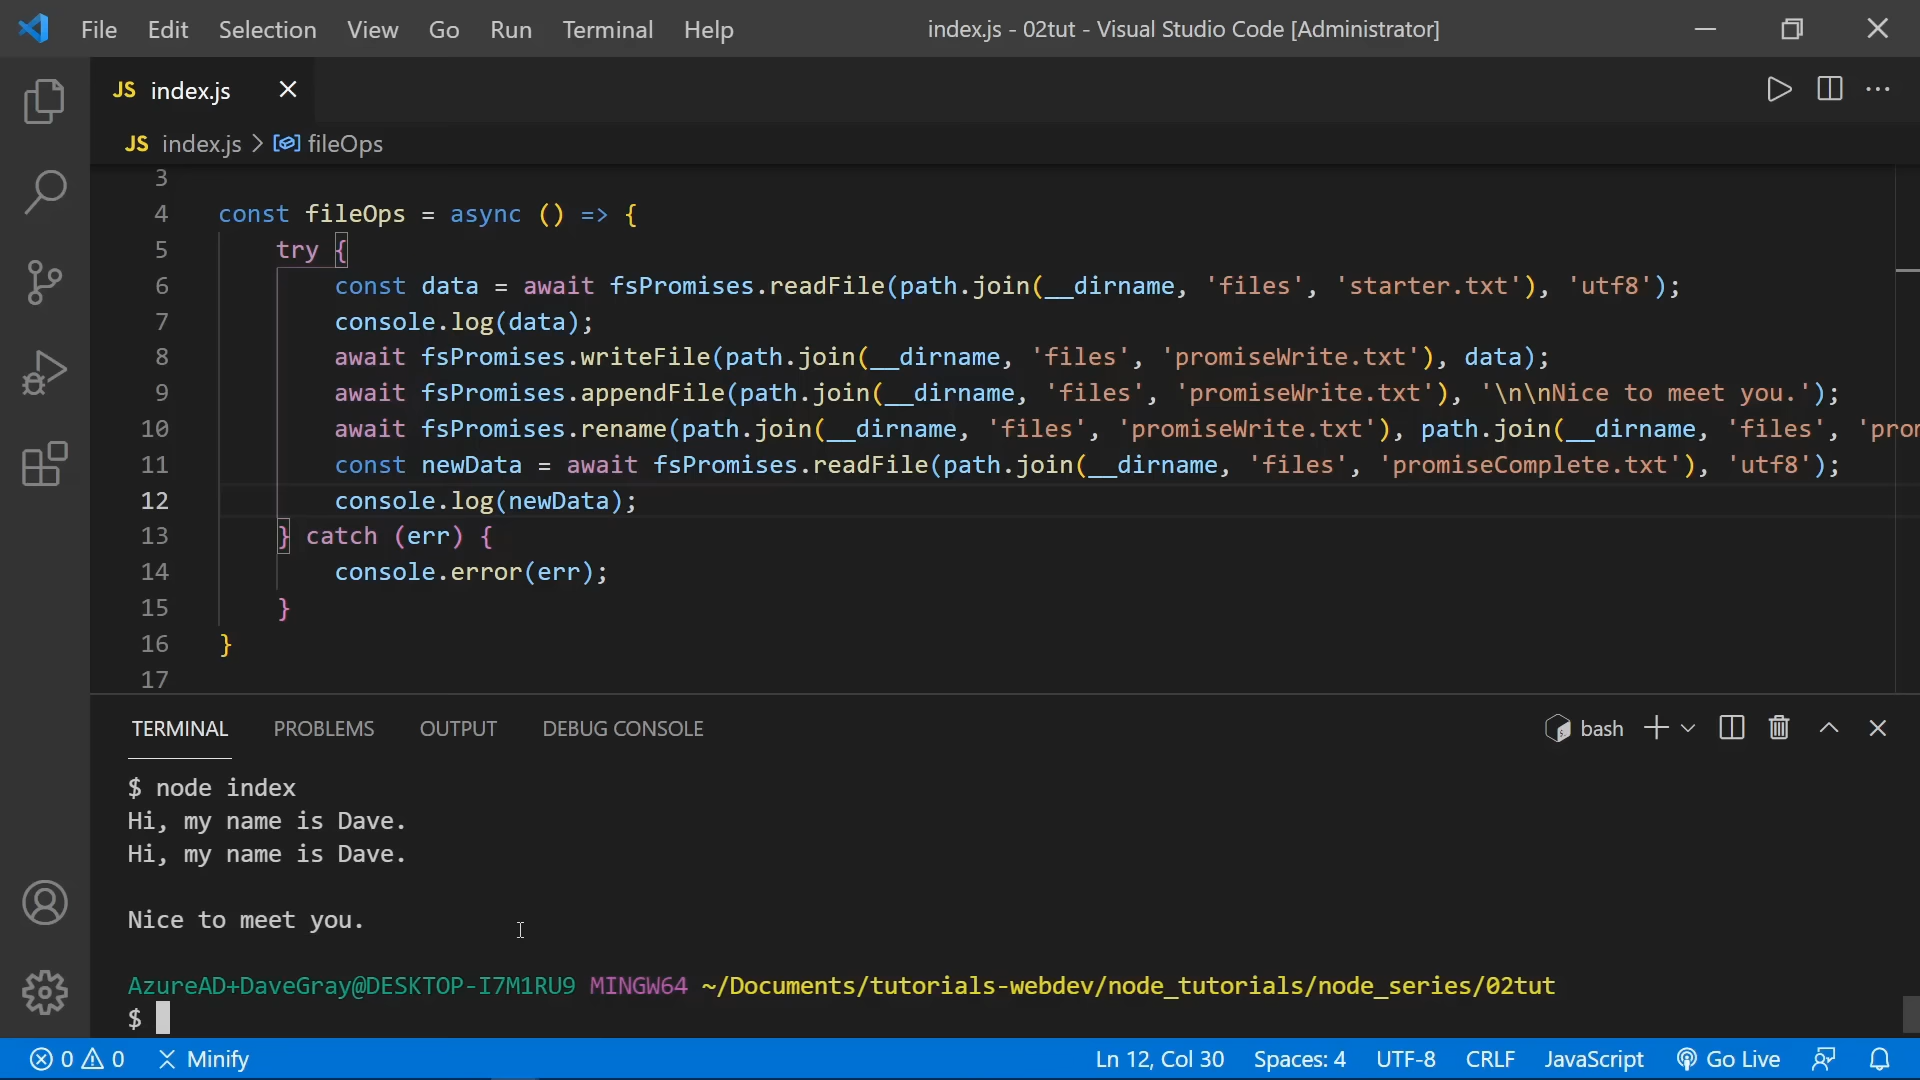 File Edit Selection View Go Run Terminal Help index.js - 02tut - Visual Studio Code [Administrator]
JS index.js
JS index.js > fileOps
3
4 const fileOps = async () => {
5 try {
6 const data = await fsPromises.readFile(path.join(__dirname, 'files', 'starter.txt'), 'utf8');
7 console.log(data);
8 await fsPromises.writeFile(path.join(__dirname, 'files', 'promiseWrite.txt'), data);
9 await fsPromises.appendFile(path.join(__dirname, 'files', 'promiseWrite.txt'), '\n\nNice to meet you.');
10 await fsPromises.rename(path.join(__dirname, 'files', 'promiseWrite.txt'), path.join(__dirname, 'files', 'pro
11 const newData = await fsPromises.readFile(path.join(__dirname, 'files', 'promiseComplete.txt'), 'utf8');
12 console.log(newData);
13 } catch (err) {
14 console.error(err);
15 }
16 }
17
TERMINAL PROBLEMS OUTPUT DEBUG CONSOLE bash
$ node index
Hi, my name is Dave.
Hi, my name is Dave.
Nice to meet you.
AzureAD+DaveGray@DESKTOP-I7M1RU9 MINGW64 ~/Documents/tutorials-webdev/node_tutorials/node_series/02tut
$
0 0 Minify Ln 12, Col 30 Spaces: 4 UTF-8 CRLF JavaScript Go Live